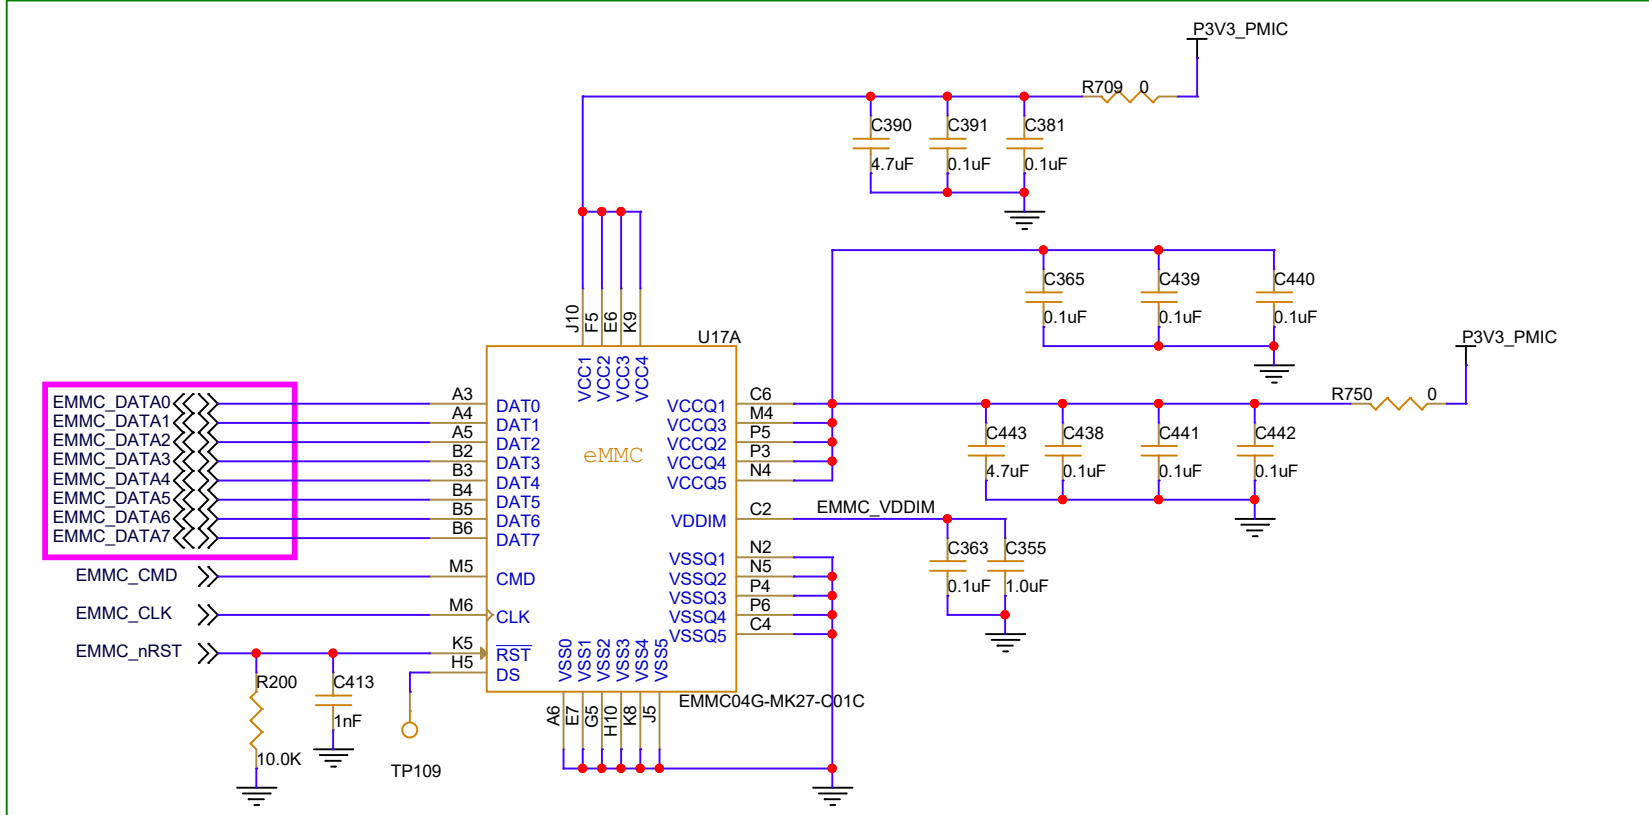 P3V3_PMIC
R709 0
C390 C391 C381
4.7uF 0.1uF 0.1uF
C365 C439 C440
0.1uF 0.1uF 0.1uF
J10 F5 E6 K9
U17A
P3V3_PMIC
VCC1 VCC2 VCC3 VCC4
R750 0
EMMC_DATA0 A3 DAT0 VCCQ1 C6
EMMC_DATA1 A4 DAT1 VCCQ3 M4
EMMC_DATA2 A5 DAT2 VCCQ2 P5
EMMC_DATA3 B2 DAT3 VCCQ4 P3
EMMC_DATA4 B3 DAT4 VCCQ5 N4
EMMC_DATA5 B4 DAT5
EMMC_DATA6 B5 DAT6 VDDIM C2 EMMC_VDDIM
EMMC_DATA7 B6 DAT7
eMMC
C443 C438 C441 C442
4.7uF 0.1uF 0.1uF 0.1uF
C363 C355
0.1uF 1.0uF
VSSQ1 N2
EMMC_CMD M5 CMD VSSQ2 N5
VSSQ3 P4
EMMC_CLK M6 CLK VSSQ4 P6
VSSQ5 C4
EMMC_nRST K5 RST
H5 DS
VSS0 VSS1 VSS2 VSS3 VSS4 VSS5
R200 C413
1nF
10.0K
TP109
EMMC04G-MK27-C01C
A6 E7 G5 H10 K8 J5